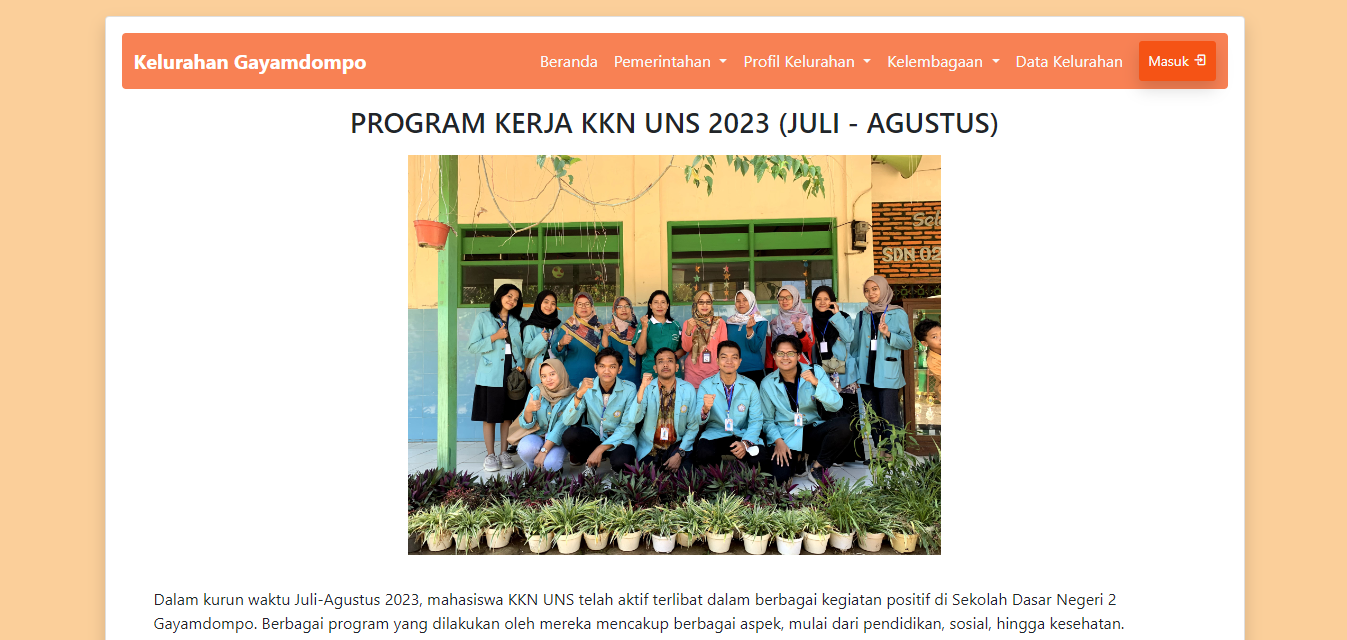 Kelurahan Gayamdompo
Beranda Pemerintahan Profil Kelurahan Kelembagaan Data Kelurahan Masuk
PROGRAM KERJA KKN UNS 2023 (JULI - AGUSTUS)
SDN 02
Dalam kurun waktu Juli-Agustus 2023, mahasiswa KKN UNS telah aktif terlibat dalam berbagai kegiatan positif di Sekolah Dasar Negeri 2
Gayamdompo. Berbagai program yang dilakukan oleh mereka mencakup berbagai aspek, mulai dari pendidikan, sosial, hingga kesehatan.